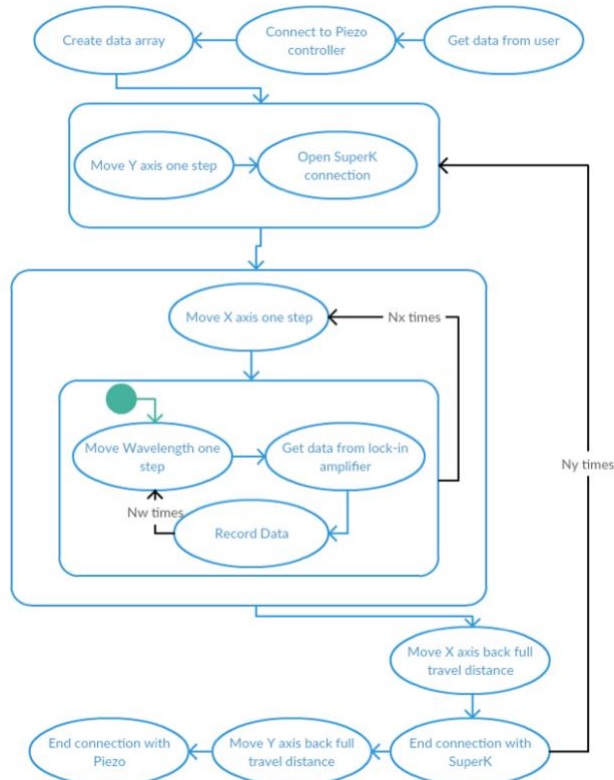 Create data array
Connect to Piezo
controller
Get data from user
Move Y axis one step
Open SuperK
connection
Move X axis one step
Nx times
Move Wavelength one
step
Get data from lock-in
amplifier
Ny times
Nw times
Record Data
Move X axis back full
travel distance
End connection with
Piezo
Move Y axis back full
travel distance
End connection with
SuperK